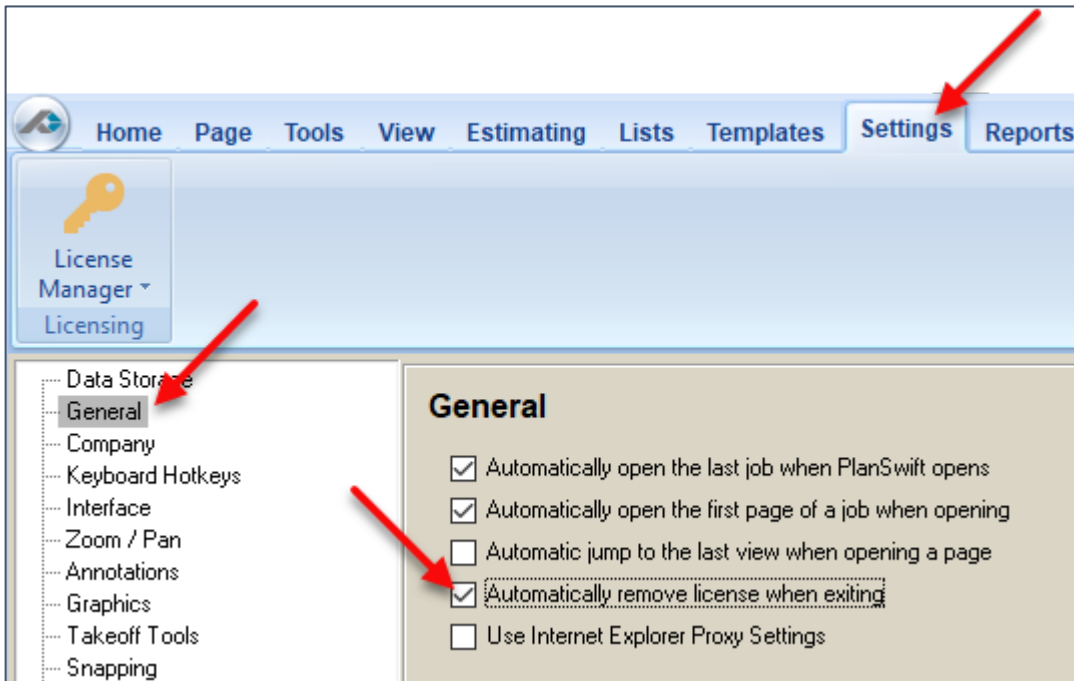 Home Page Tools View Estimating Lists Templates Settings Reports
License
Manager
Licensing
Data Storage
General
Company
Keyboard Hotkeys
Interface
Zoom / Pan
Annotations
Graphics
Takeoff Tools
Snapping
General
Automatically open the last job when PlanSwift opens
Automatically open the first page of a job when opening
Automatic jump to the last view when opening a page
Automatically remove license when exiting
Use Internet Explorer Proxy Settings